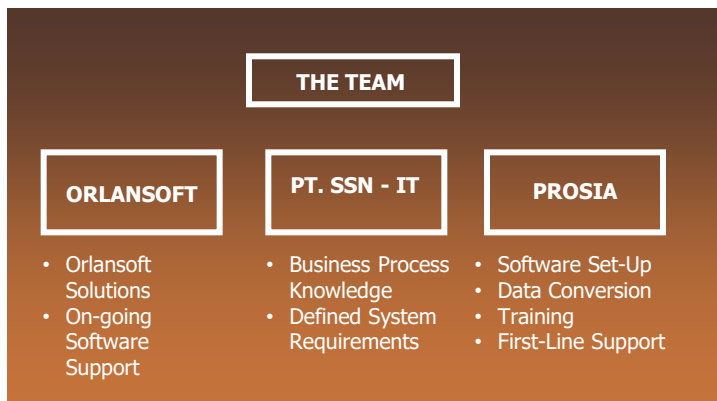 THE TEAM
ORLANSOFT
• Orlansoft
Solutions
• On-going
Software
Support
PT. SSN - IT
• Business Process
Knowledge
• Defined System
Requirements
PROSIA
• Software Set-Up
• Data Conversion
• Training
• First-Line Support